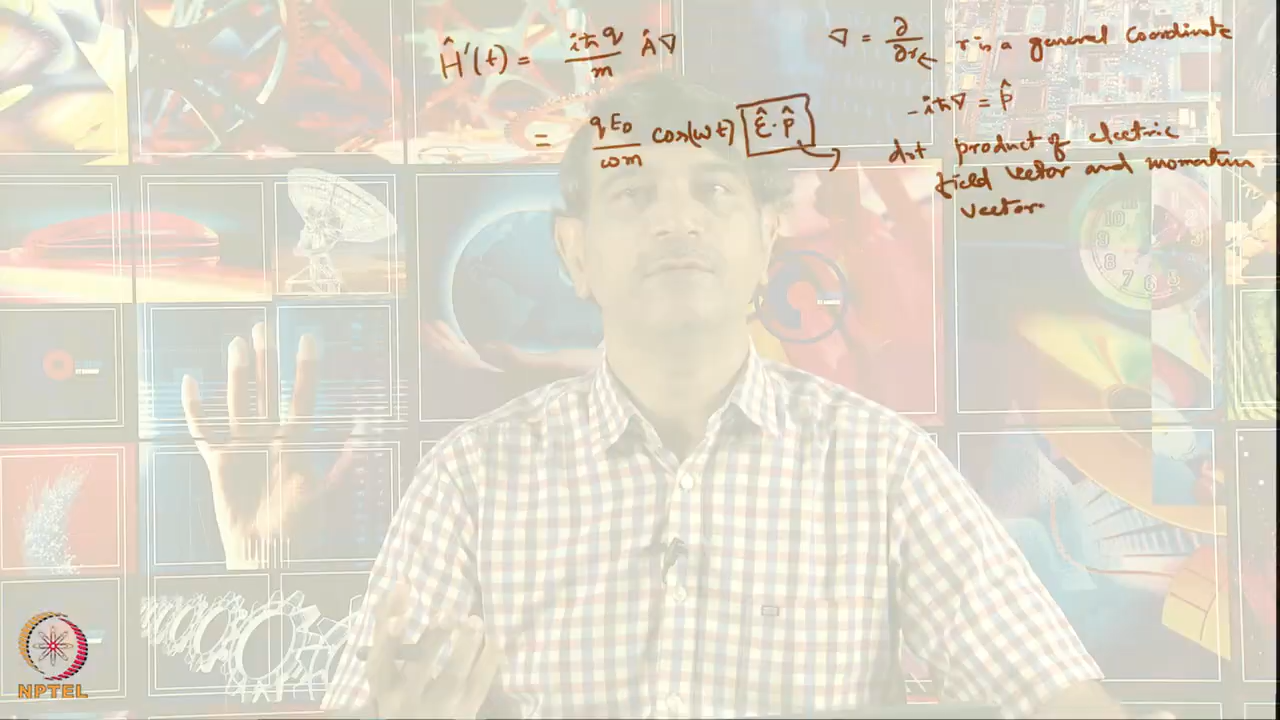 Ĥ'(t) = iħq/m Â∇
∇ = ∂/∂r ← r is a general coordinate
-iħ∇ = p̂
= qE₀/ωm cos(ωt) ε̂·p̂ → dot product of electric
field vector and momentum
vector.
NPTEL